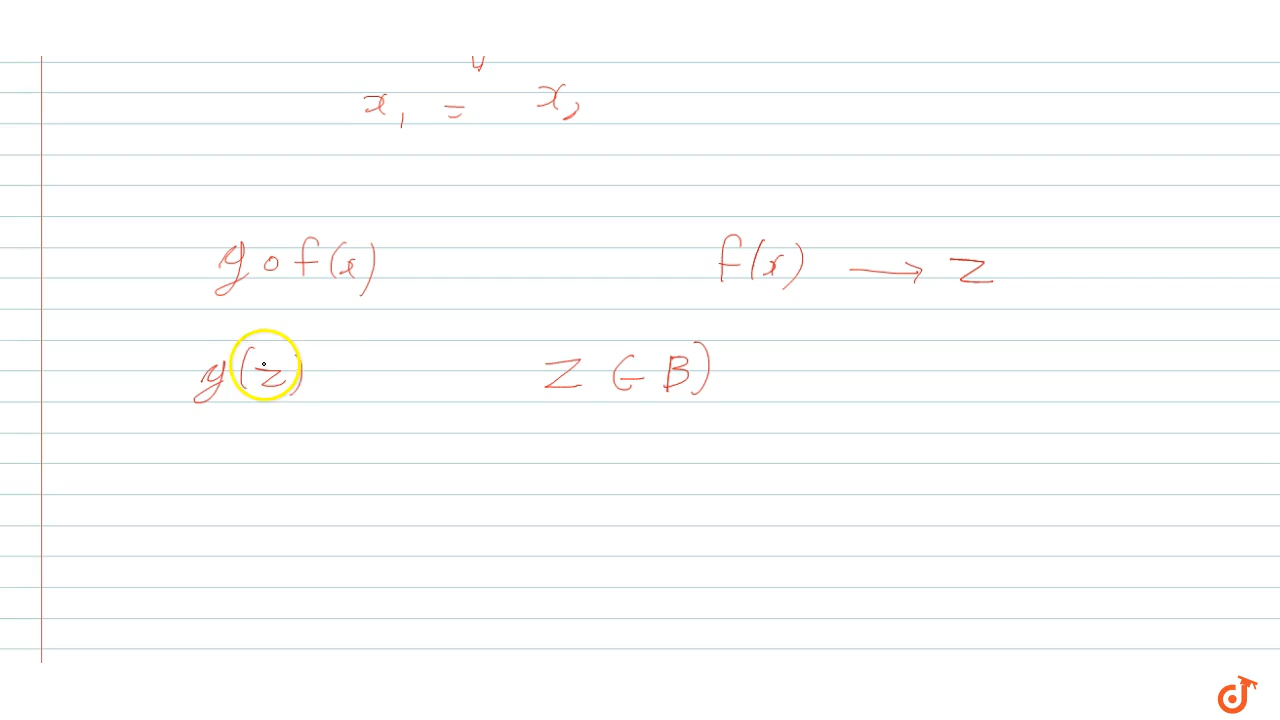 x₁ = x₂
g o f(x) f(x) → z
g(z) z ∈ B)